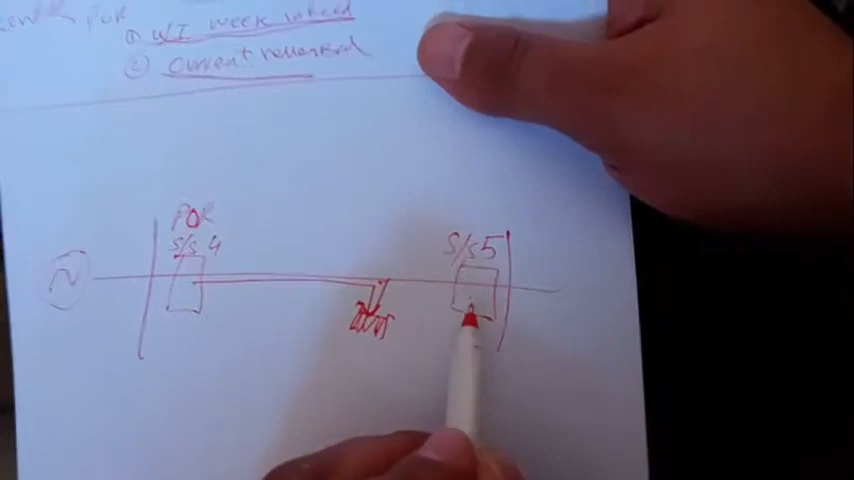 POR
① WI week infeed
② Current reversal
POR
S/S 4
S/S 5